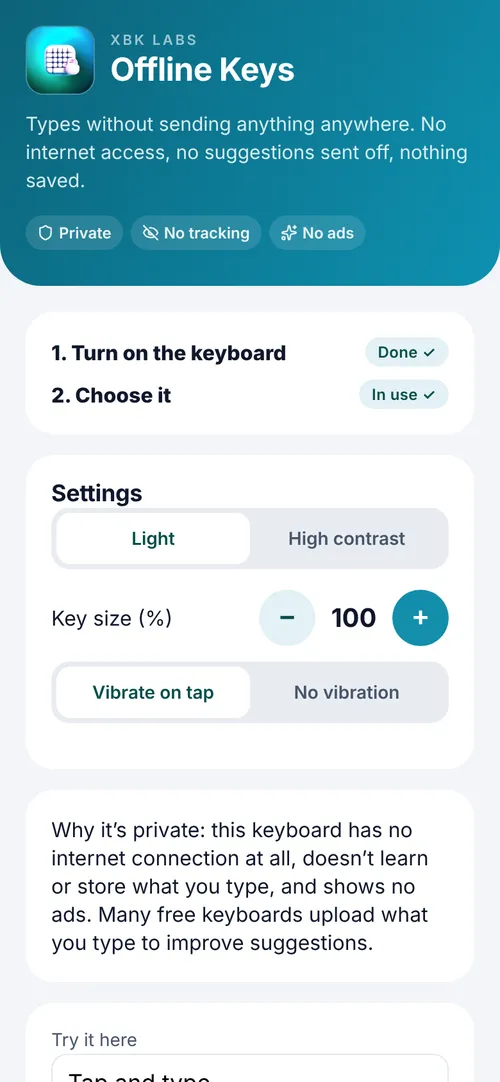 XBK LABS
Offline Keys
Types without sending anything anywhere. No
internet access, no suggestions sent off, nothing
saved.
Private
No tracking
No ads
1. Turn on the keyboard
Done ✓
2. Choose it
In use ✓
Settings
Light
High contrast
Key size (%)
− 100 +
Vibrate on tap
No vibration
Why it’s private: this keyboard has no
internet connection at all, doesn’t learn
or store what you type, and shows no
ads. Many free keyboards upload what
you type to improve suggestions.
Try it here
Tap and type